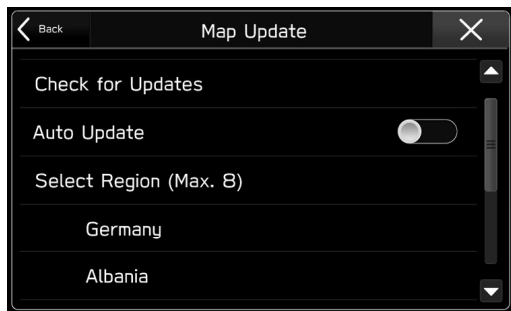 Back
Map Update
Check for Updates
Auto Update
Select Region (Max. 8)
Germany
Albania